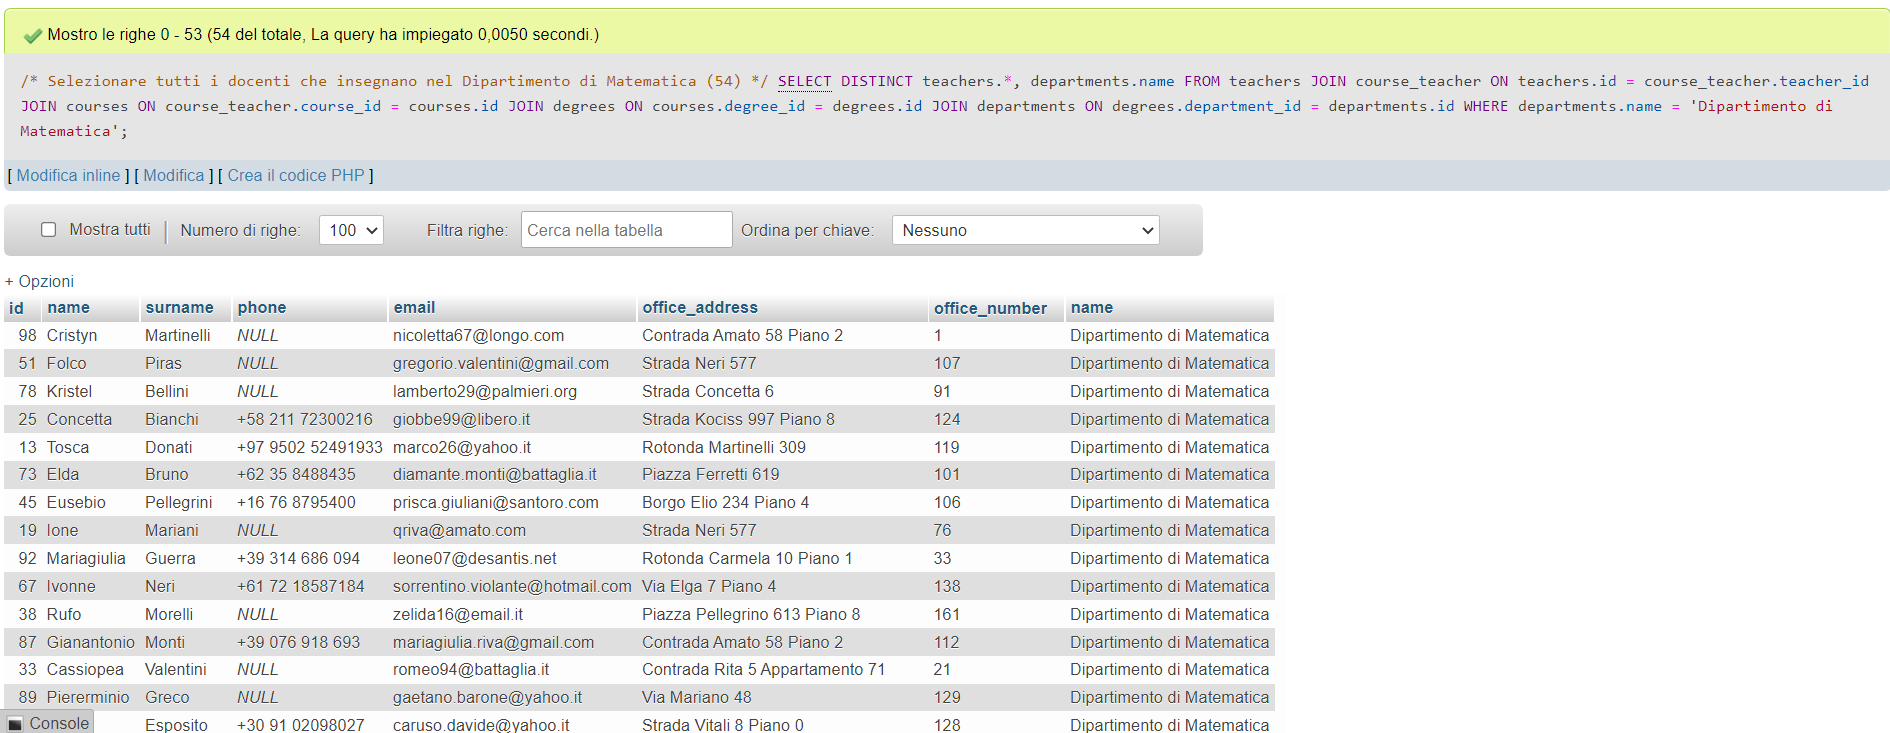 Mostro le righe 0 - 53 (54 del totale, La query ha impiegato 0,0050 secondi.)
/* Selezionare tutti i docenti che insegnano nel Dipartimento di Matematica (54) */ SELECT DISTINCT teachers.*, departments.name FROM teachers JOIN course_teacher ON teachers.id = course_teacher.teacher_id
JOIN courses ON course_teacher.course_id = courses.id JOIN degrees ON courses.degree_id = degrees.id JOIN departments ON degrees.department_id = departments.id WHERE departments.name = 'Dipartimento di
Matematica';
[ Modifica inline ] [ Modifica ] [ Crea il codice PHP ]
Mostra tutti | Numero di righe: 100 Filtra righe: Cerca nella tabella Ordina per chiave: Nessuno
+ Opzioni
id name surname phone email office_address office_number name
98 Cristyn Martinelli NULL nicoletta67@longo.com Contrada Amato 58 Piano 2 1 Dipartimento di Matematica
51 Folco Piras NULL gregorio.valentini@gmail.com Strada Neri 577 107 Dipartimento di Matematica
78 Kristel Bellini NULL lamberto29@palmieri.org Strada Concetta 6 91 Dipartimento di Matematica
25 Concetta Bianchi +58 211 72300216 giobbe99@libero.it Strada Kociss 997 Piano 8 124 Dipartimento di Matematica
13 Tosca Donati +97 9502 52491933 marco26@yahoo.it Rotonda Martinelli 309 119 Dipartimento di Matematica
73 Elda Bruno +62 35 8488435 diamante.monti@battaglia.it Piazza Ferretti 619 101 Dipartimento di Matematica
45 Eusebio Pellegrini +16 76 8795400 prisca.giuliani@santoro.com Borgo Elio 234 Piano 4 106 Dipartimento di Matematica
19 Ione Mariani NULL qriva@amato.com Strada Neri 577 76 Dipartimento di Matematica
92 Mariagiulia Guerra +39 314 686 094 leone07@desantis.net Rotonda Carmela 10 Piano 1 33 Dipartimento di Matematica
67 Ivonne Neri +61 72 18587184 sorrentino.violante@hotmail.com Via Elga 7 Piano 4 138 Dipartimento di Matematica
38 Rufo Morelli NULL zelida16@email.it Piazza Pellegrino 613 Piano 8 161 Dipartimento di Matematica
87 Gianantonio Monti +39 076 918 693 mariagiulia.riva@gmail.com Contrada Amato 58 Piano 2 112 Dipartimento di Matematica
33 Cassiopea Valentini NULL romeo94@battaglia.it Contrada Rita 5 Appartamento 71 21 Dipartimento di Matematica
89 Piererminio Greco NULL gaetano.barone@yahoo.it Via Mariano 48 129 Dipartimento di Matematica
Console Esposito +30 91 02098027 caruso.davide@yahoo.it Strada Vitali 8 Piano 0 128 Dipartimento di Matematica